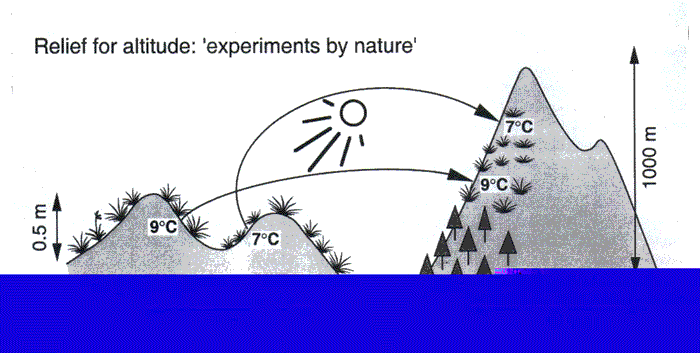 Relief for altitude: 'experiments by nature'
7°C
9°C
1000 m
0.5 m
9°C
7°C